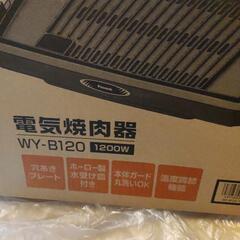 電気焼肉器
WY-B120 1200W
穴あき
プレート
ホーロー製
水受け皿
付き
本体ガード
丸洗いOK
温度調節
機能